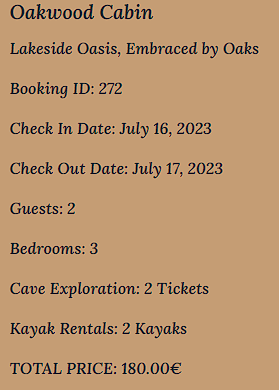 Oakwood Cabin
Lakeside Oasis, Embraced by Oaks
Booking ID: 272
Check In Date: July 16, 2023
Check Out Date: July 17, 2023
Guests: 2
Bedrooms: 3
Cave Exploration: 2 Tickets
Kayak Rentals: 2 Kayaks
TOTAL PRICE: 180.00€